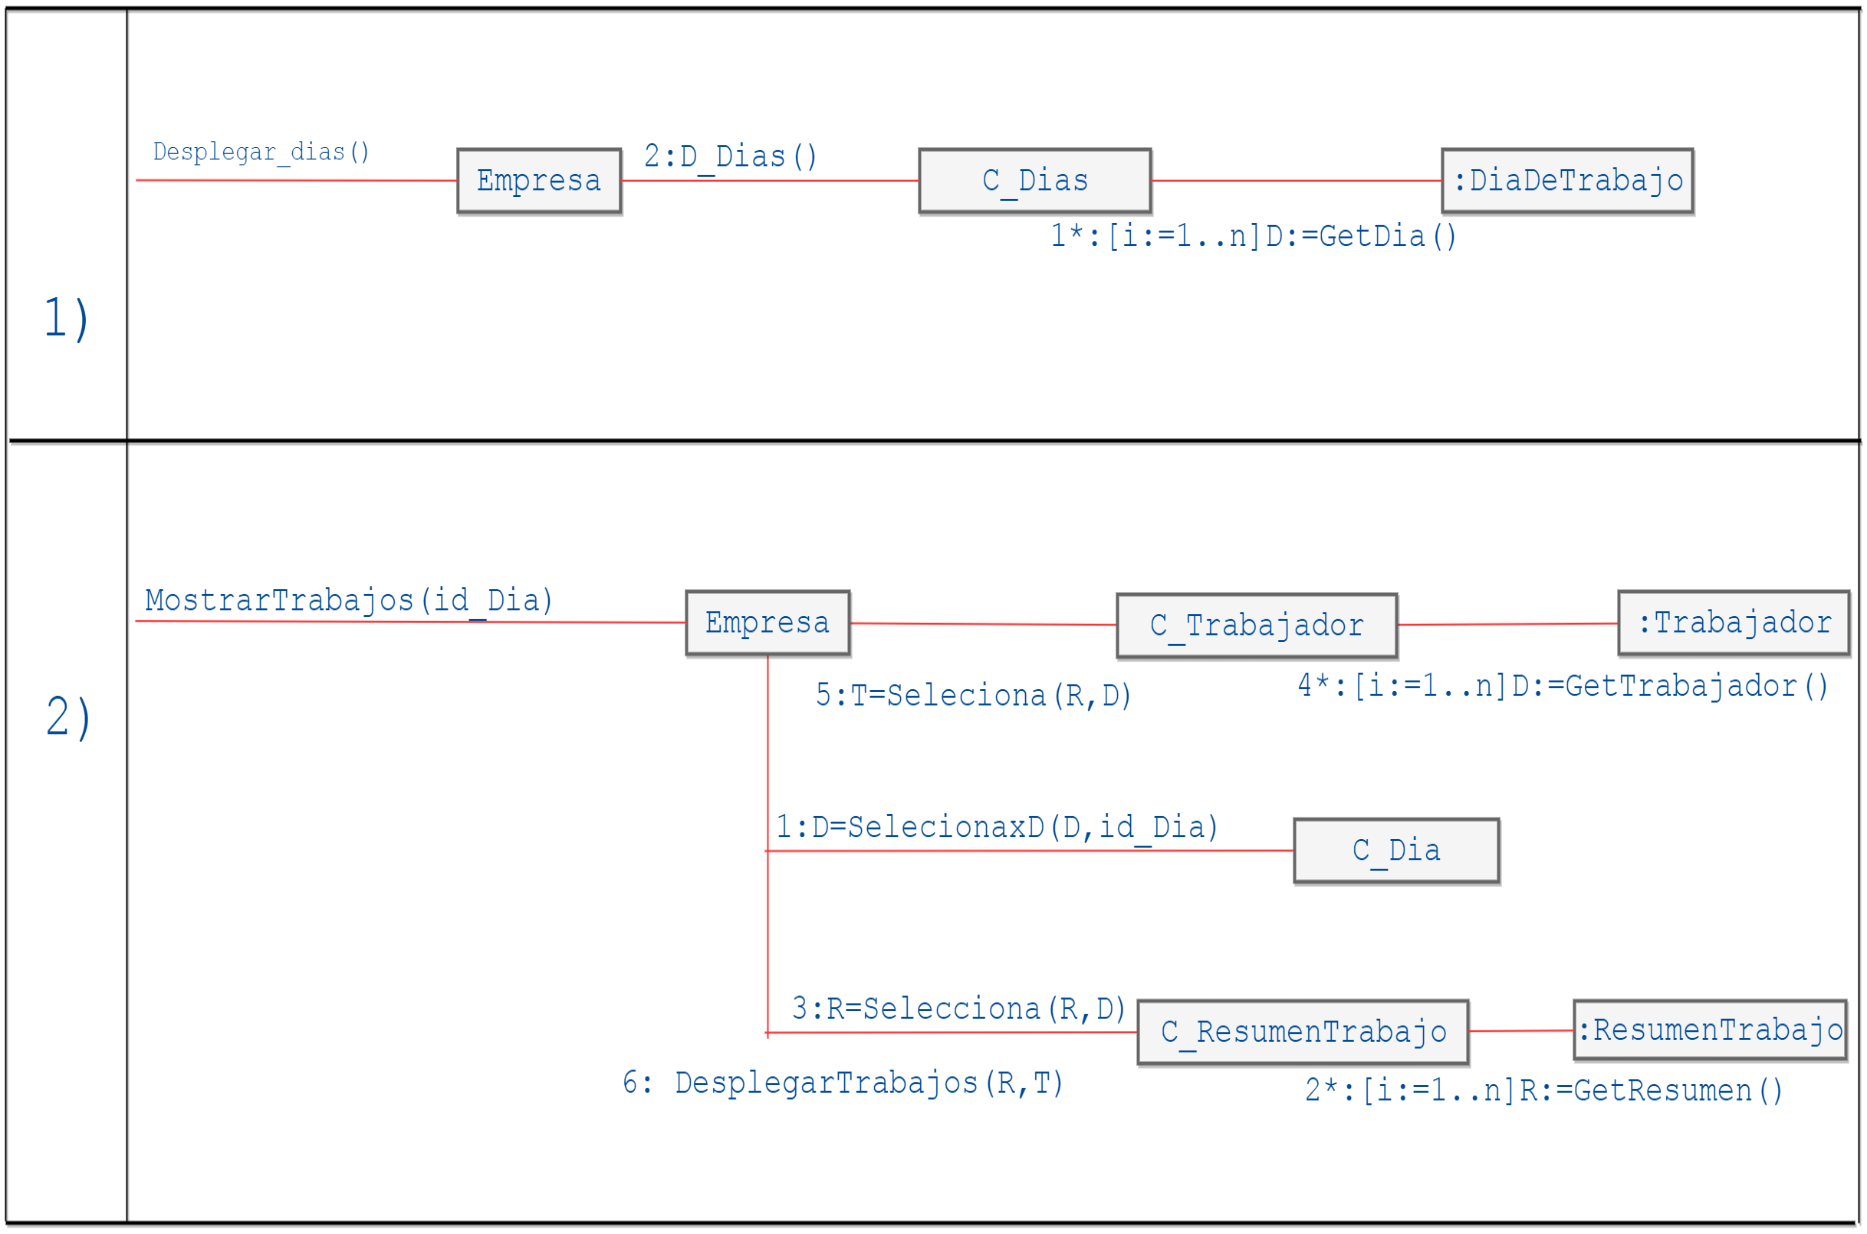 1)
Desplegar_dias()
Empresa
2:D_Dias()
C_Dias
:DiaDeTrabajo
1*:[i:=1..n]D:=GetDia()
2)
MostrarTrabajos(id_Dia)
Empresa
C_Trabajador
:Trabajador
5:T=Seleciona(R,D)
4*:[i:=1..n]D:=GetTrabajador()
1:D=SelecionaxD(D,id_Dia)
C_Dia
3:R=Selecciona(R,D)
C_ResumenTrabajo
:ResumenTrabajo
6: DesplegarTrabajos(R,T)
2*:[i:=1..n]R:=GetResumen()